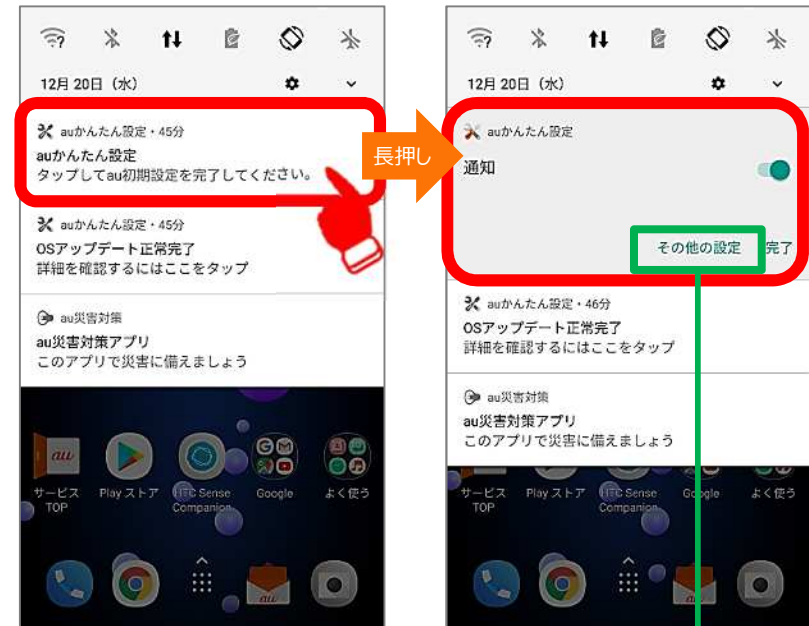 12月 20日（水）
auかんたん設定・45分
auかんたん設定
タップしてau初期設定を完了してください。
auかんたん設定・45分
OSアップデート正常完了
詳細を確認するにはここをタップ
au災害対策
au災害対策アプリ
このアプリで災害に備えましょう
au
サービス
TOP
Play ストア
HTC Sense
Companion
Google
よく使う
au
長押し
12月 20日（水）
auかんたん設定
通知
その他の設定
完了
auかんたん設定・46分
OSアップデート正常完了
詳細を確認するにはここをタップ
au災害対策
au災害対策アプリ
このアプリで災害に備えましょう
サービス
TOP
Play ストア
HTC Sense
Companion
Google
よく使う
au